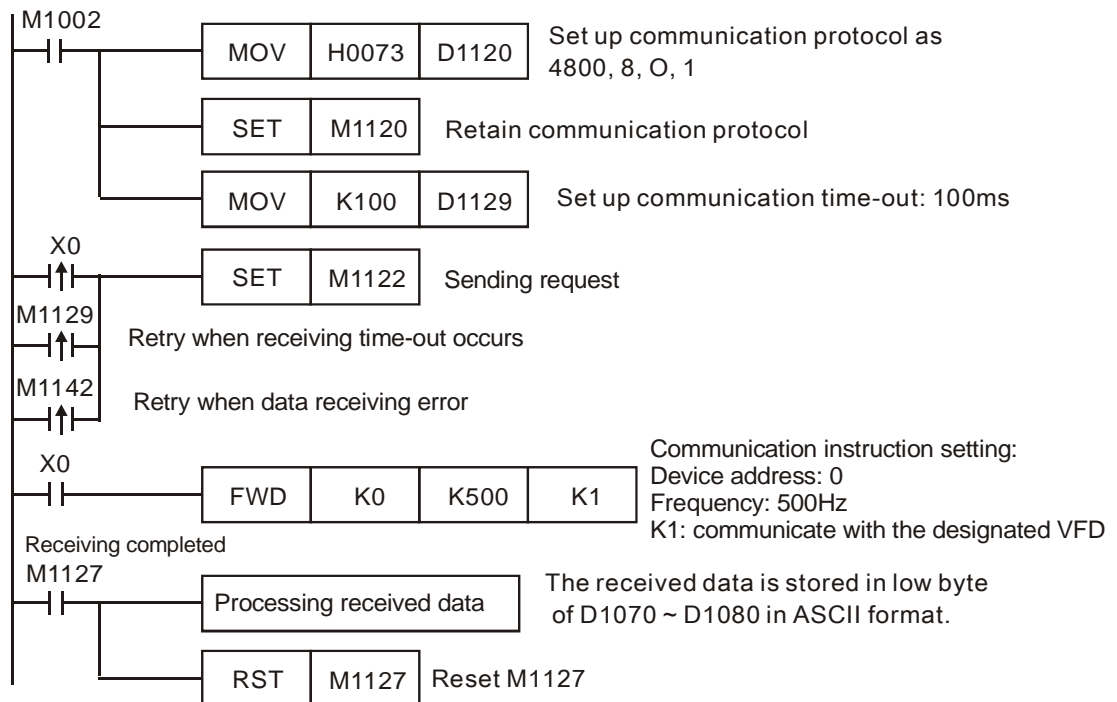 M1002
MOV H0073 D1120
Set up communication protocol as
4800, 8, O, 1
SET M1120
Retain communication protocol
MOV K100 D1129
Set up communication time-out: 100ms
X0
SET M1122
Sending request
M1129
Retry when receiving time-out occurs
M1142
Retry when data receiving error
X0
FWD K0 K500 K1
Communication instruction setting:
Device address: 0
Frequency: 500Hz
K1: communicate with the designated VFD
Receiving completed
M1127
Processing received data
The received data is stored in low byte
of D1070 ~ D1080 in ASCII format.
RST M1127
Reset M1127